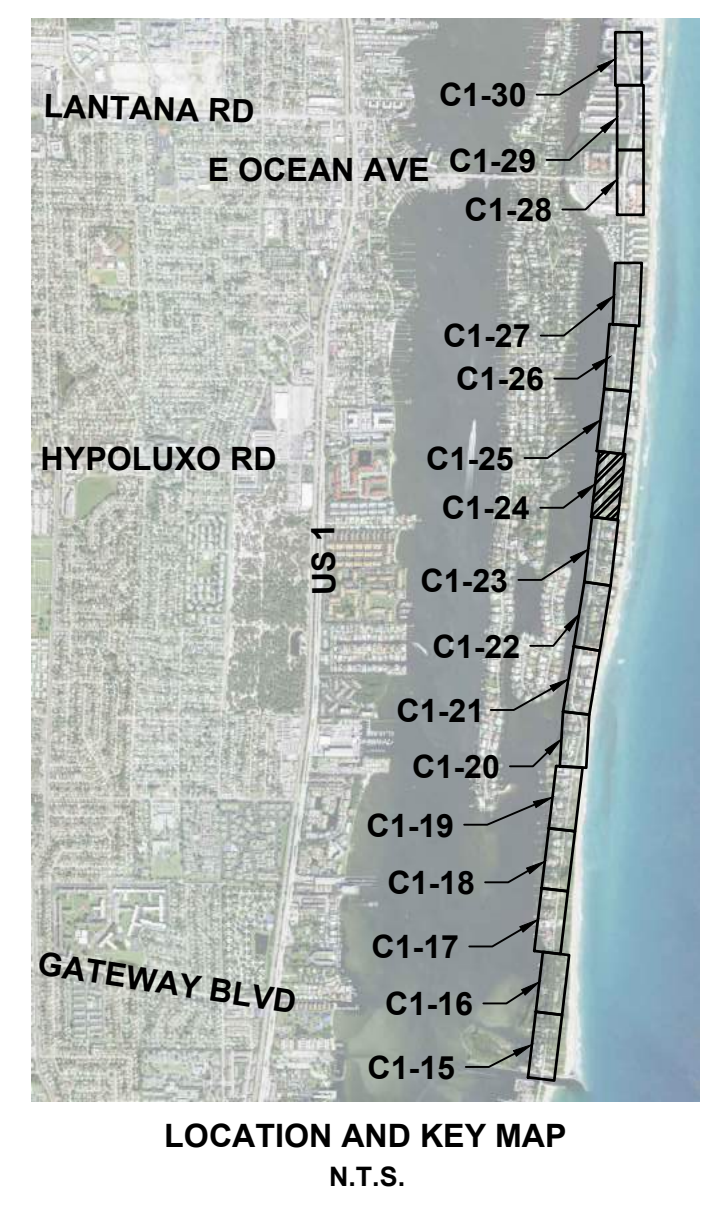 C1-30
LANTANA RD
E OCEAN AVE
C1-29
C1-28
C1-27
C1-26
HYPOLUXO RD
C1-25
C1-24
US 1
C1-23
C1-22
C1-21
C1-20
C1-19
C1-18
C1-17
GATEWAY BLVD
C1-16
C1-15
LOCATION AND KEY MAP
N.T.S.